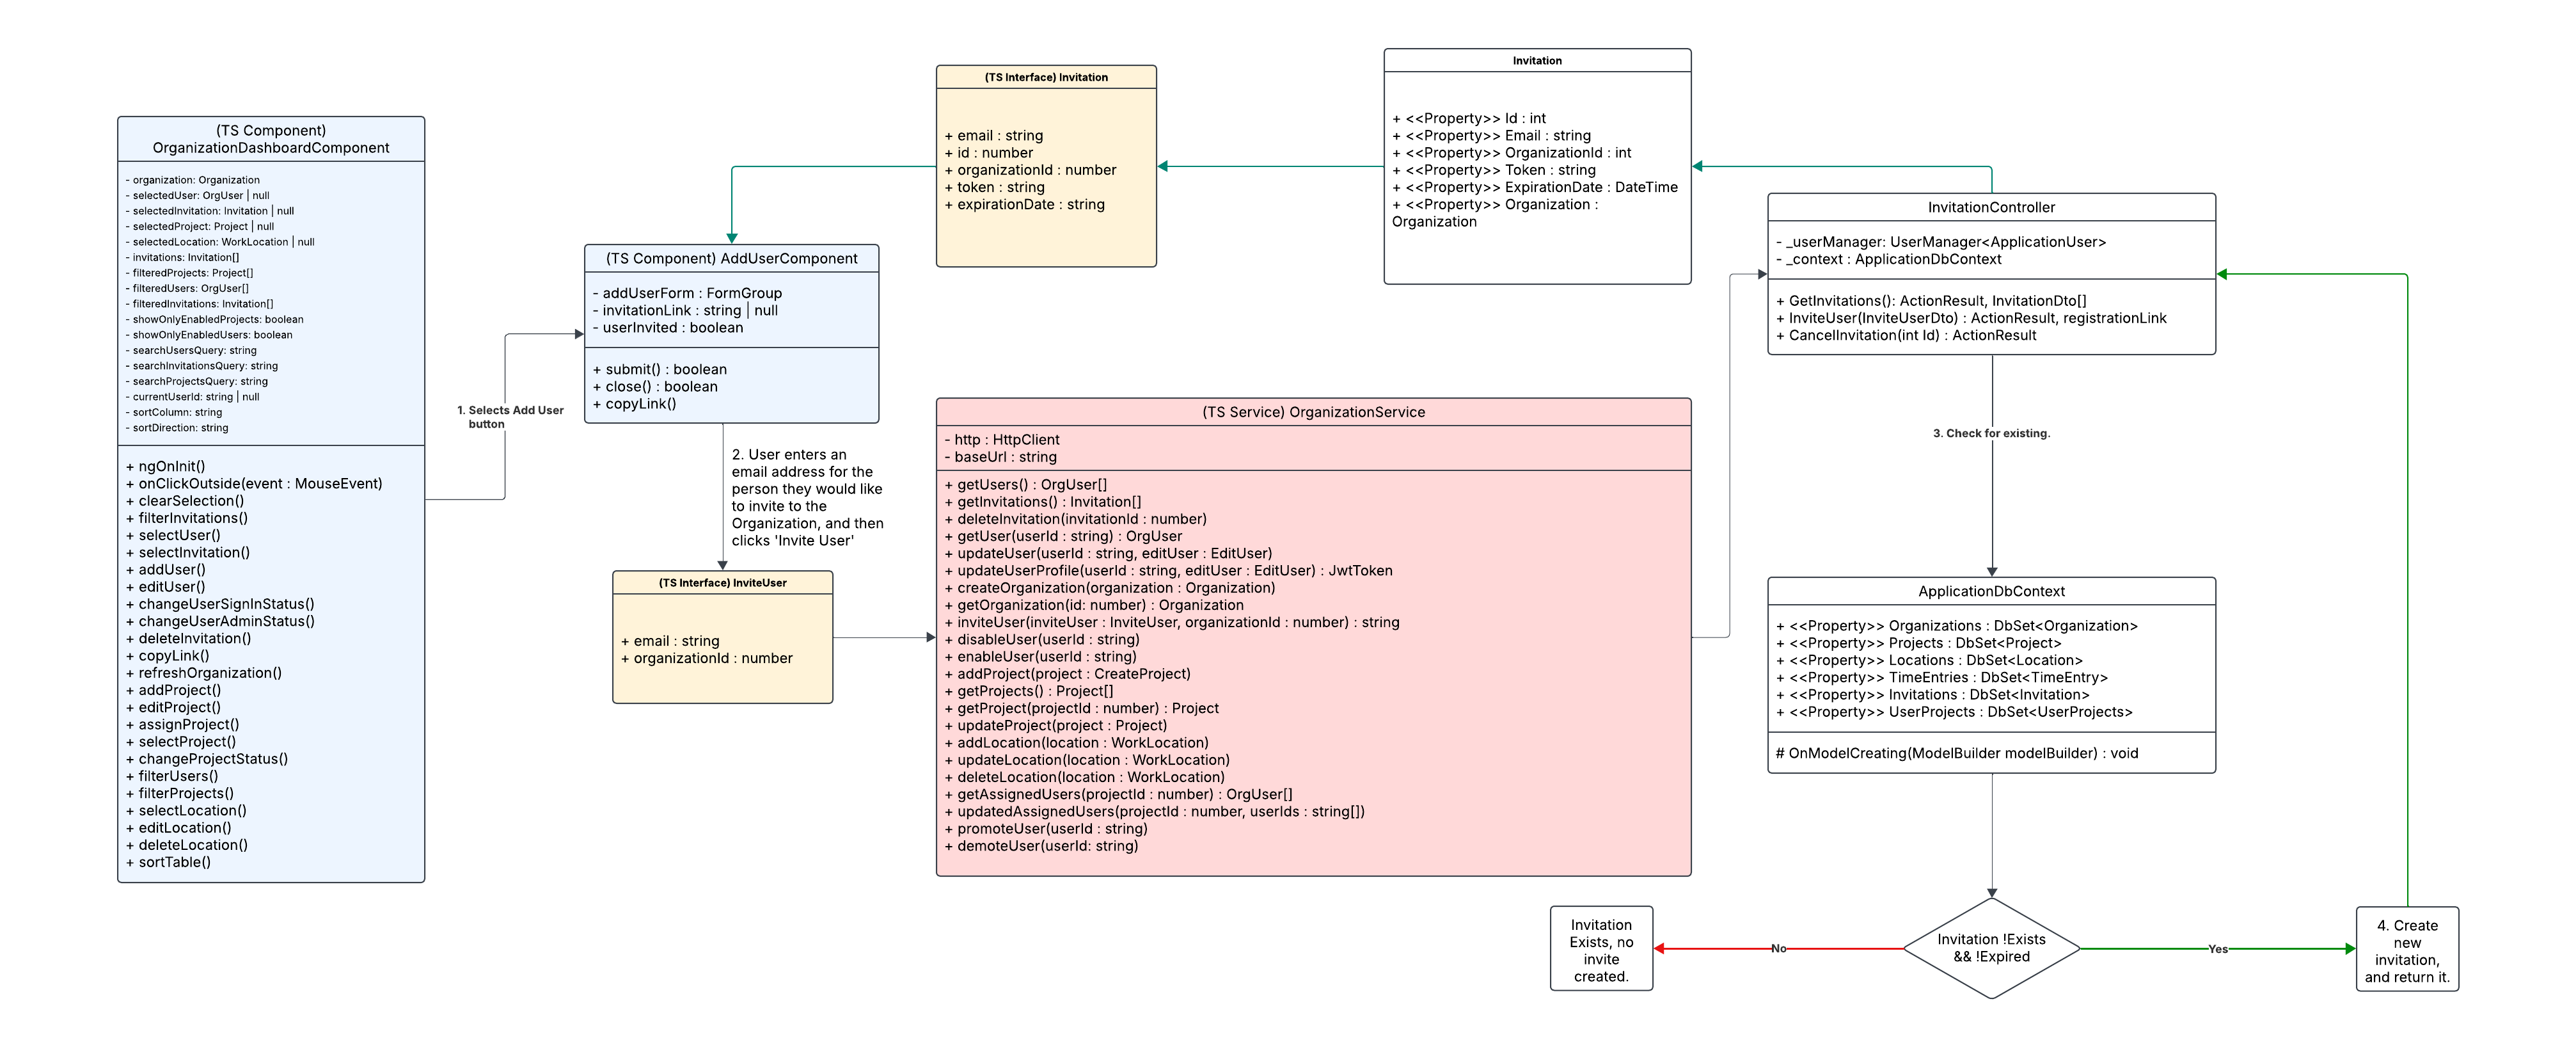 (TS Component)
OrganizationDashboardComponent
- organization: Organization
- selectedUser: OrgUser | null
- selectedInvitation: Invitation | null
- selectedProject: Project | null
- selectedLocation: WorkLocation | null
- invitations: Invitation[]
- filteredProjects: Project[]
- filteredUsers: OrgUser[]
- filteredInvitations: Invitation[]
- showOnlyEnabledProjects: boolean
- showOnlyEnabledUsers: boolean
- searchUsersQuery: string
- searchInvitationsQuery: string
- searchProjectsQuery: string
- currentUserId: string | null
- sortColumn: string
- sortDirection: string
+ ngOnInit()
+ onClickOutside(event : MouseEvent)
+ clearSelection()
+ filterInvitations()
+ selectUser()
+ selectInvitation()
+ addUser()
+ editUser()
+ changeUserSignInStatus()
+ changeUserAdminStatus()
+ deleteInvitation()
+ copyLink()
+ refreshOrganization()
+ addProject()
+ editProject()
+ assignProject()
+ selectProject()
+ changeProjectStatus()
+ filterUsers()
+ filterProjects()
+ selectLocation()
+ editLocation()
+ deleteLocation()
+ sortTable()
1. Selects Add User
button
(TS Component) AddUserComponent
- addUserForm : FormGroup
- invitationLink : string | null
- userInvited : boolean
+ submit() : boolean
+ close() : boolean
+ copyLink()
2. User enters an
email address for the
person they would like
to invite to the
Organization, and then
clicks 'Invite User'
(TS Interface) InviteUser
+ email : string
+ organizationId : number
(TS Interface) Invitation
+ email : string
+ id : number
+ organizationId : number
+ token : string
+ expirationDate : string
Invitation
+ <<Property>> Id : int
+ <<Property>> Email : string
+ <<Property>> OrganizationId : int
+ <<Property>> Token : string
+ <<Property>> ExpirationDate : DateTime
+ <<Property>> Organization :
Organization
(TS Service) OrganizationService
- http : HttpClient
- baseUrl : string
+ getUsers() : OrgUser[]
+ getInvitations() : Invitation[]
+ deleteInvitation(invitationId : number)
+ getUser(userId : string) : OrgUser
+ updateUser(userId : string, editUser : EditUser)
+ updateUserProfile(userId : string, editUser : EditUser) : JwtToken
+ createOrganization(organization : Organization)
+ getOrganization(id: number) : Organization
+ inviteUser(inviteUser : InviteUser, organizationId : number) : string
+ disableUser(userId : string)
+ enableUser(userId : string)
+ addProject(project : CreateProject)
+ getProjects() : Project[]
+ getProject(projectId : number) : Project
+ updateProject(project : Project)
+ addLocation(location : WorkLocation)
+ updateLocation(location : WorkLocation)
+ deleteLocation(location : WorkLocation)
+ getAssignedUsers(projectId : number) : OrgUser[]
+ updatedAssignedUsers(projectId : number, userIds : string[])
+ promoteUser(userId : string)
+ demoteUser(userId: string)
InvitationController
- _userManager: UserManager<ApplicationUser>
- _context : ApplicationDbContext
+ GetInvitations(): ActionResult, InvitationDto[]
+ InviteUser(InviteUserDto) : ActionResult, registrationLink
+ CancelInvitation(int Id) : ActionResult
3. Check for existing.
ApplicationDbContext
+ <<Property>> Organizations : DbSet<Organization>
+ <<Property>> Projects : DbSet<Project>
+ <<Property>> Locations : DbSet<Location>
+ <<Property>> TimeEntries : DbSet<TimeEntry>
+ <<Property>> Invitations : DbSet<Invitation>
+ <<Property>> UserProjects : DbSet<UserProjects>
# OnModelCreating(ModelBuilder modelBuilder) : void
Invitation
Exists, no
invite
created.
No
Invitation !Exists
&& !Expired
Yes
4. Create
new
invitation,
and return it.